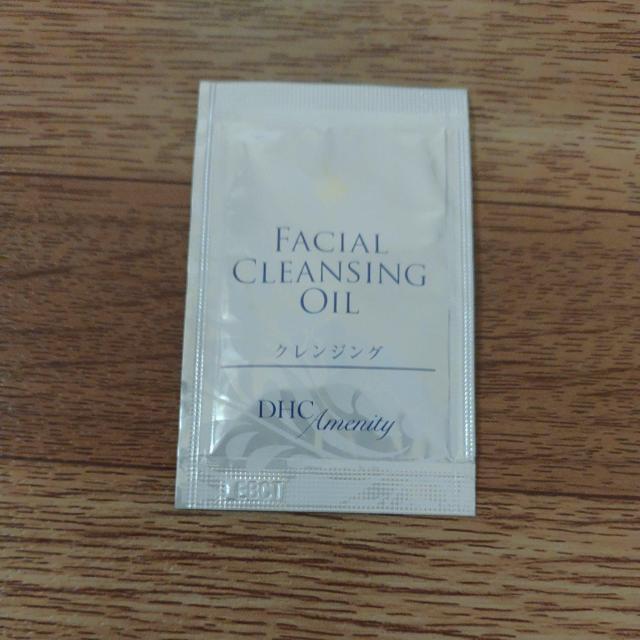 FACIAL
CLEANSING
OIL
クレンジング
DHC Amenity